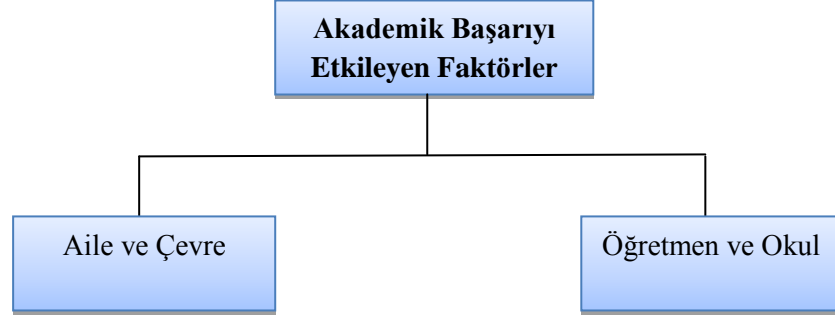 Akademik Başarıyı
Etkileyen Faktörler
Aile ve Çevre
Öğretmen ve Okul